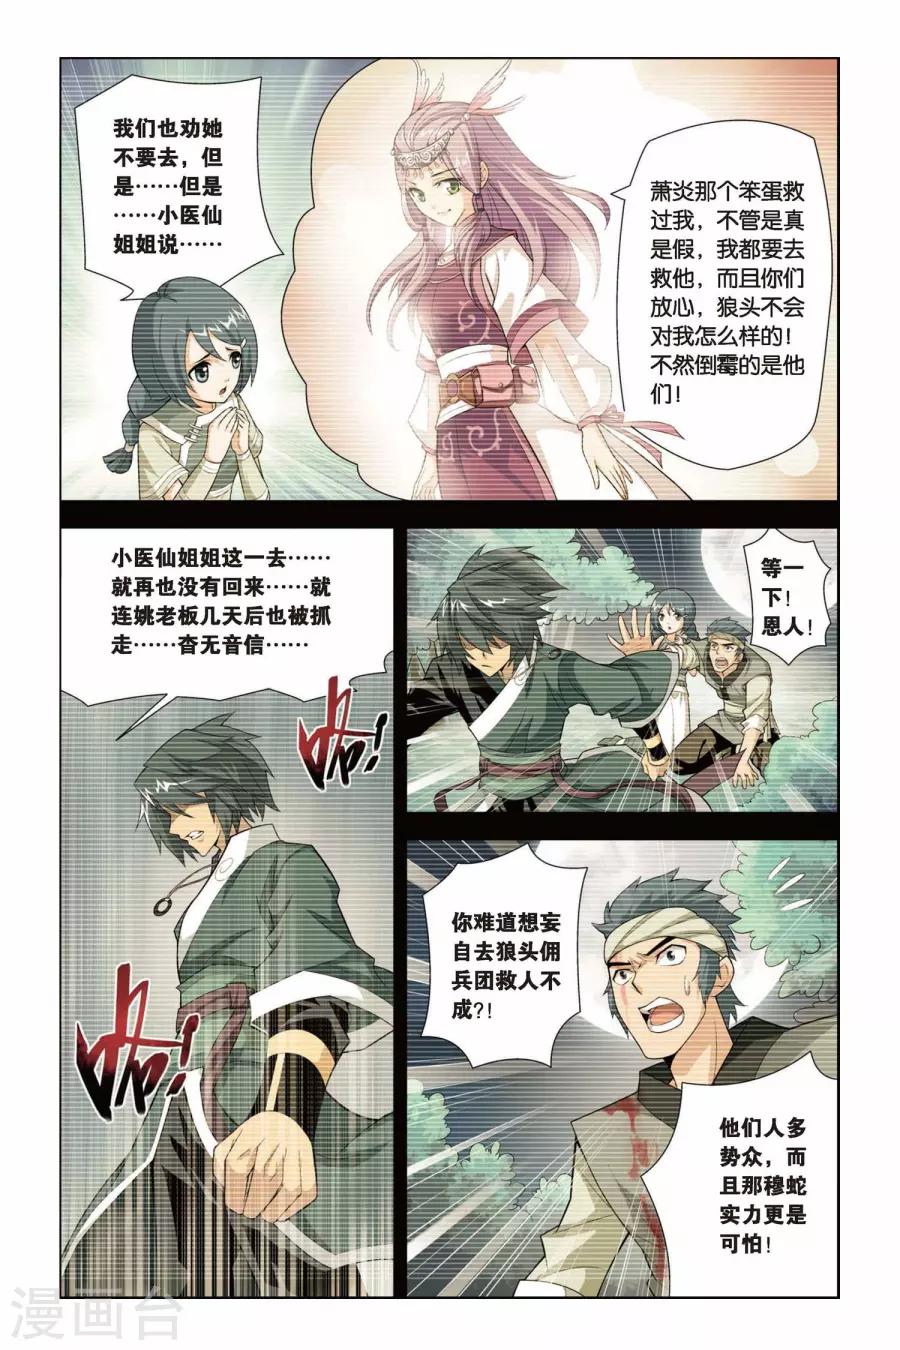 我们也劝她
不要去，但
是……但是
……小医仙
姐姐说……
萧炎那个笨蛋救
过我，不管是真
是假，我都要去
救他，而且你们
放心，狼头不会
对我怎么样的！
不然倒霉的是他
们！
小医仙姐姐这一去……
就再也没有回来……就
连姚老板几天后也被抓
走……杳无音信……
咔！
咔！
等一
下！
恩人！
你难道想妄
自去狼头佣
兵团救人不
成？！
他们人多
势众，而
且那穆蛇
实力更是
可怕！
漫画台